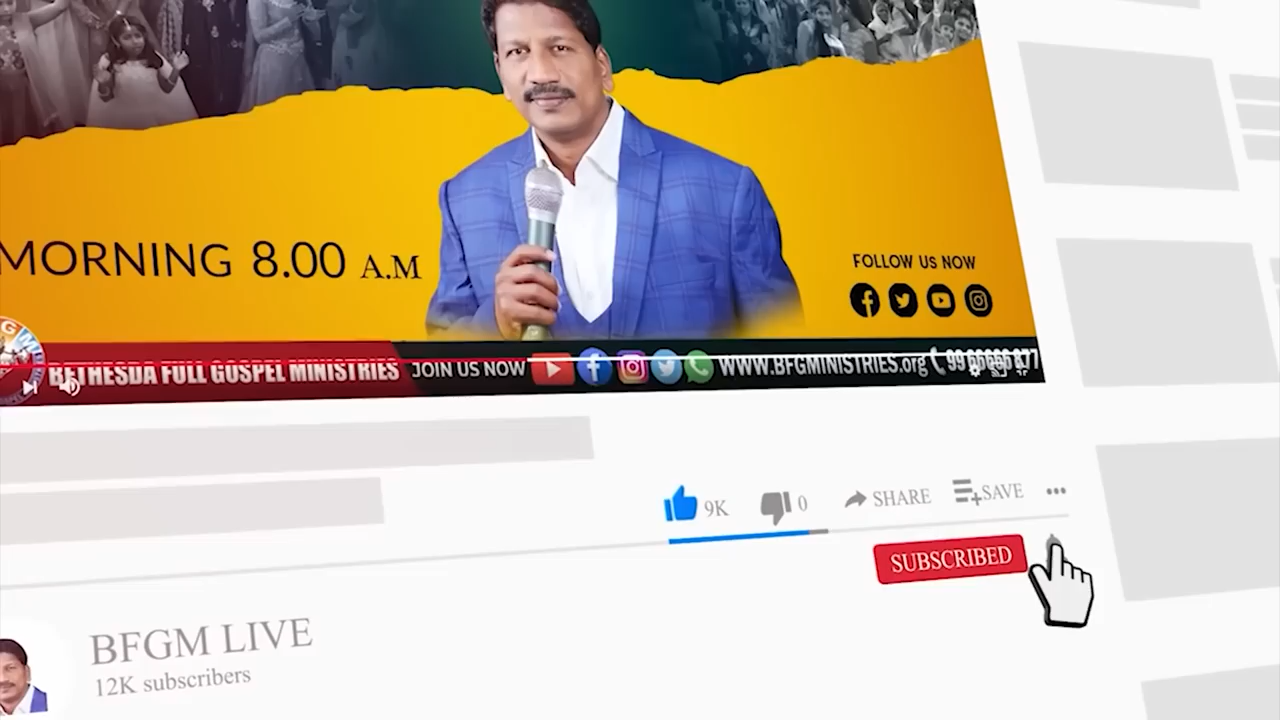 MORNING 8.00 A.M
FOLLOW US NOW
BETHESDA FULL GOSPEL MINISTRIES JOIN US NOW WWW.BFGMINISTRIES.org
9K 0 SHARE SAVE
SUBSCRIBED
BFGM LIVE
12K subscribers